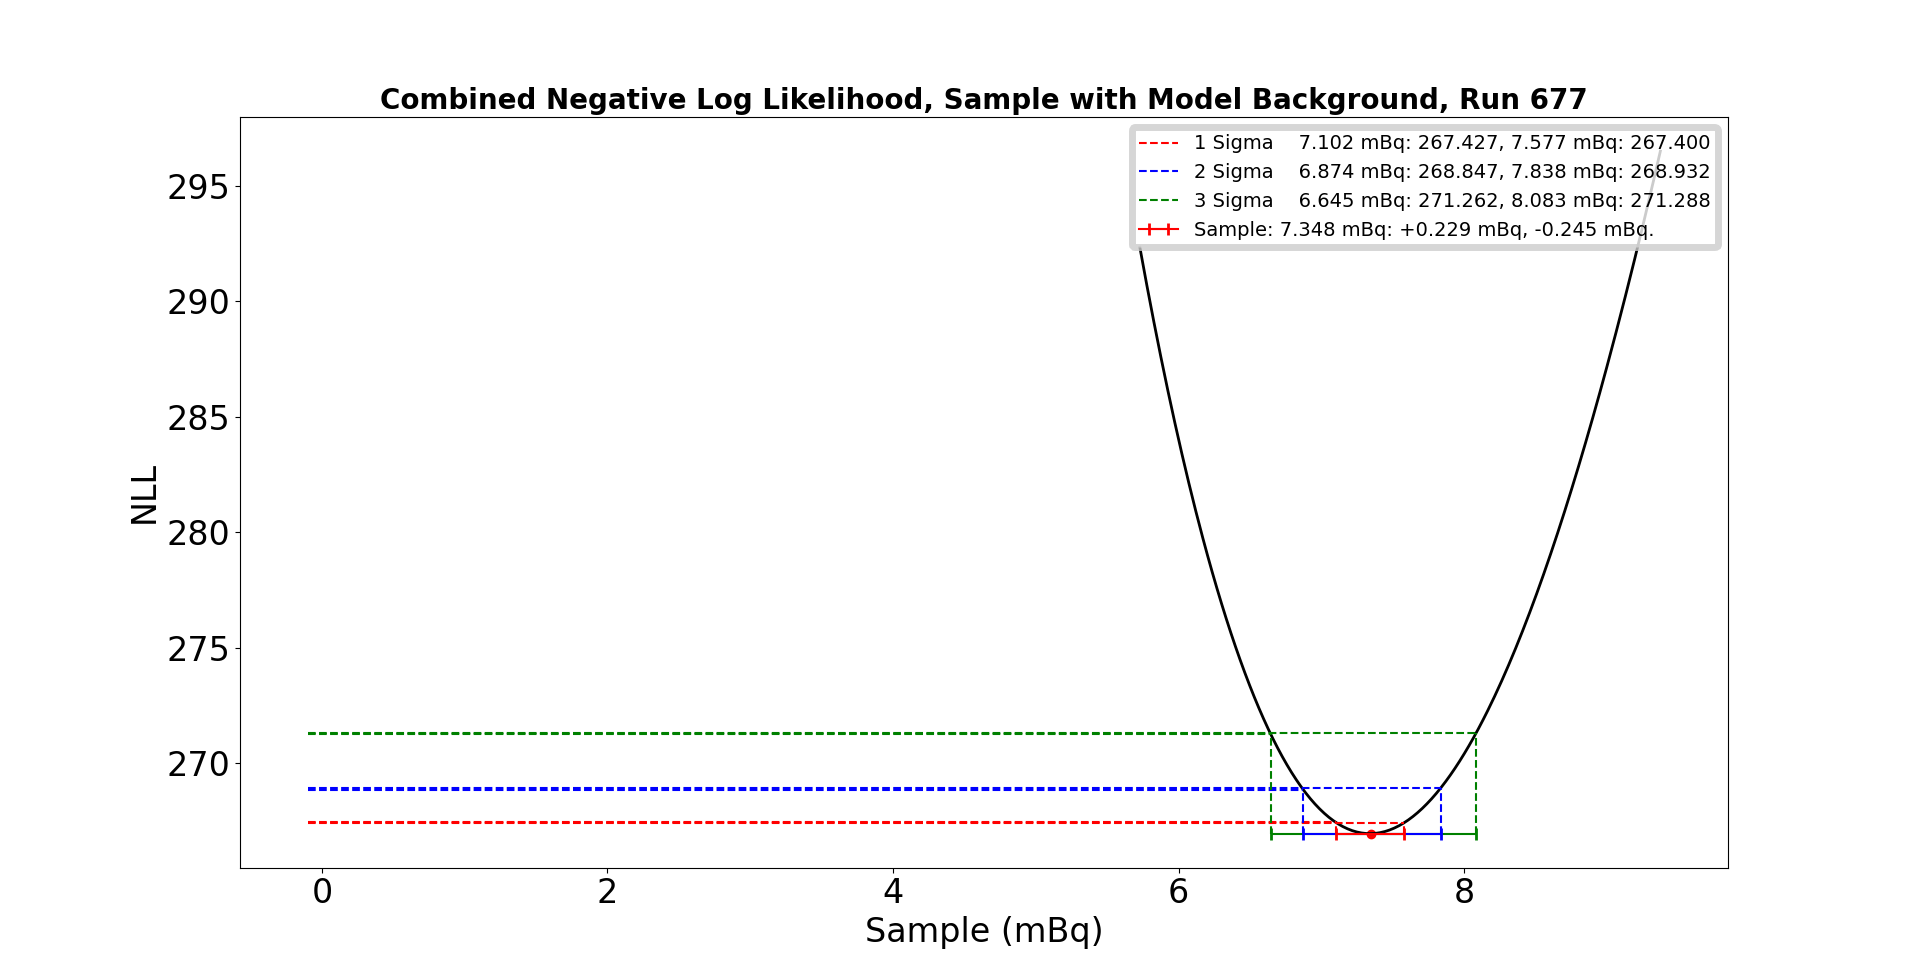 Combined Negative Log Likelihood, Sample with Model Background, Run 677
1 Sigma 7.102 mBq: 267.427, 7.577 mBq: 267.400
2 Sigma 6.874 mBq: 268.847, 7.838 mBq: 268.932
3 Sigma 6.645 mBq: 271.262, 8.083 mBq: 271.288
Sample: 7.348 mBq: +0.229 mBq, -0.245 mBq.
295
290
285
280
275
270
NLL
0 2 4 6 8
Sample (mBq)